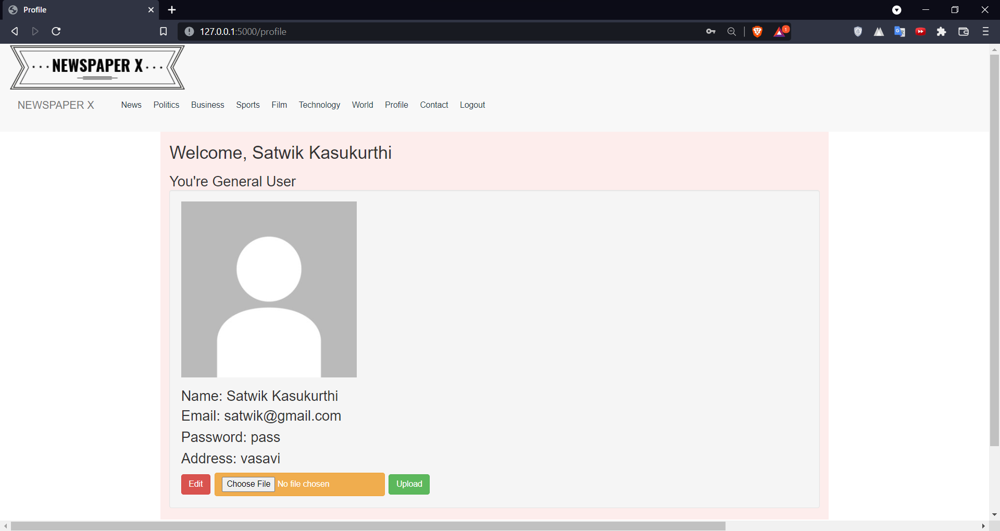 Profile
127.0.0.1:5000/profile
1
··· NEWSPAPER X ···
NEWSPAPER X News Politics Business Sports Film Technology World Profile Contact Logout
Welcome, Satwik Kasukurthi
You're General User
Name: Satwik Kasukurthi
Email: satwik@gmail.com
Password: pass
Address: vasavi
Edit Choose File No file chosen Upload